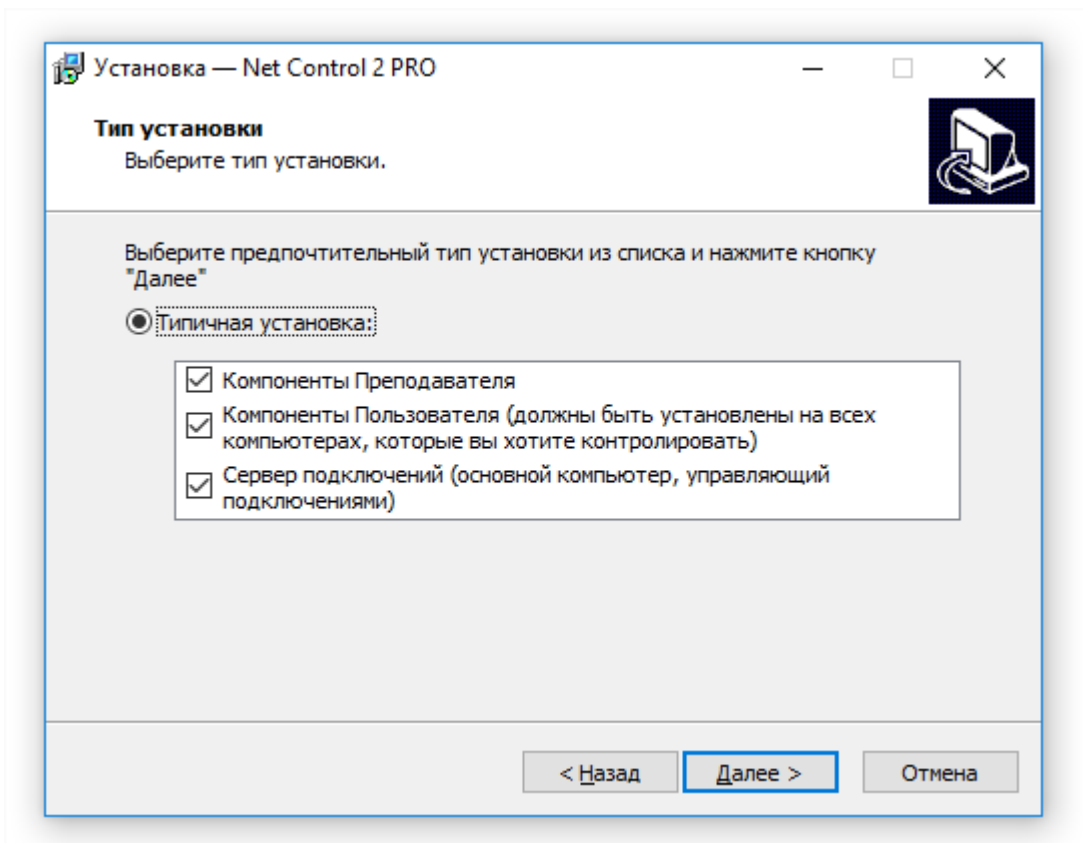 Установка — Net Control 2 PRO
Тип установки
Выберите тип установки.
Выберите предпочтительный тип установки из списка и нажмите кнопку
"Далее"
Типичная установка:
Компоненты Преподавателя
Компоненты Пользователя (должны быть установлены на всех
компьютерах, которые вы хотите контролировать)
Сервер подключений (основной компьютер, управляющий
подключениями)
< Назад
Далее >
Отмена